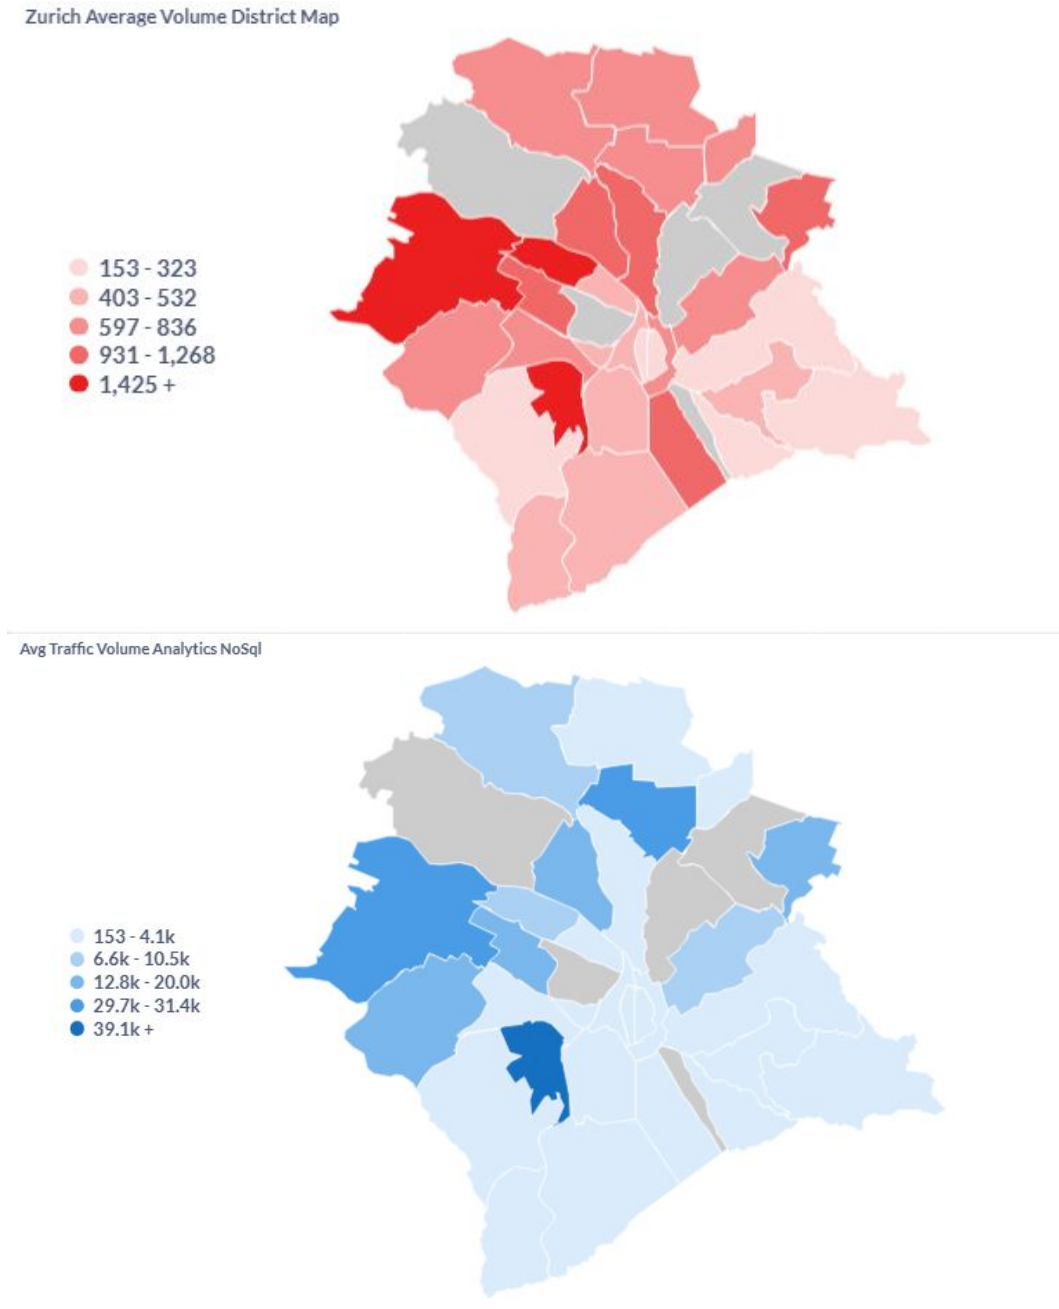 Zurich Average Volume District Map
153 - 323
403 - 532
597 - 836
931 - 1,268
1,425 +
Avg Traffic Volume Analytics NoSql
153 - 4.1k
6.6k - 10.5k
12.8k - 20.0k
29.7k - 31.4k
39.1k +